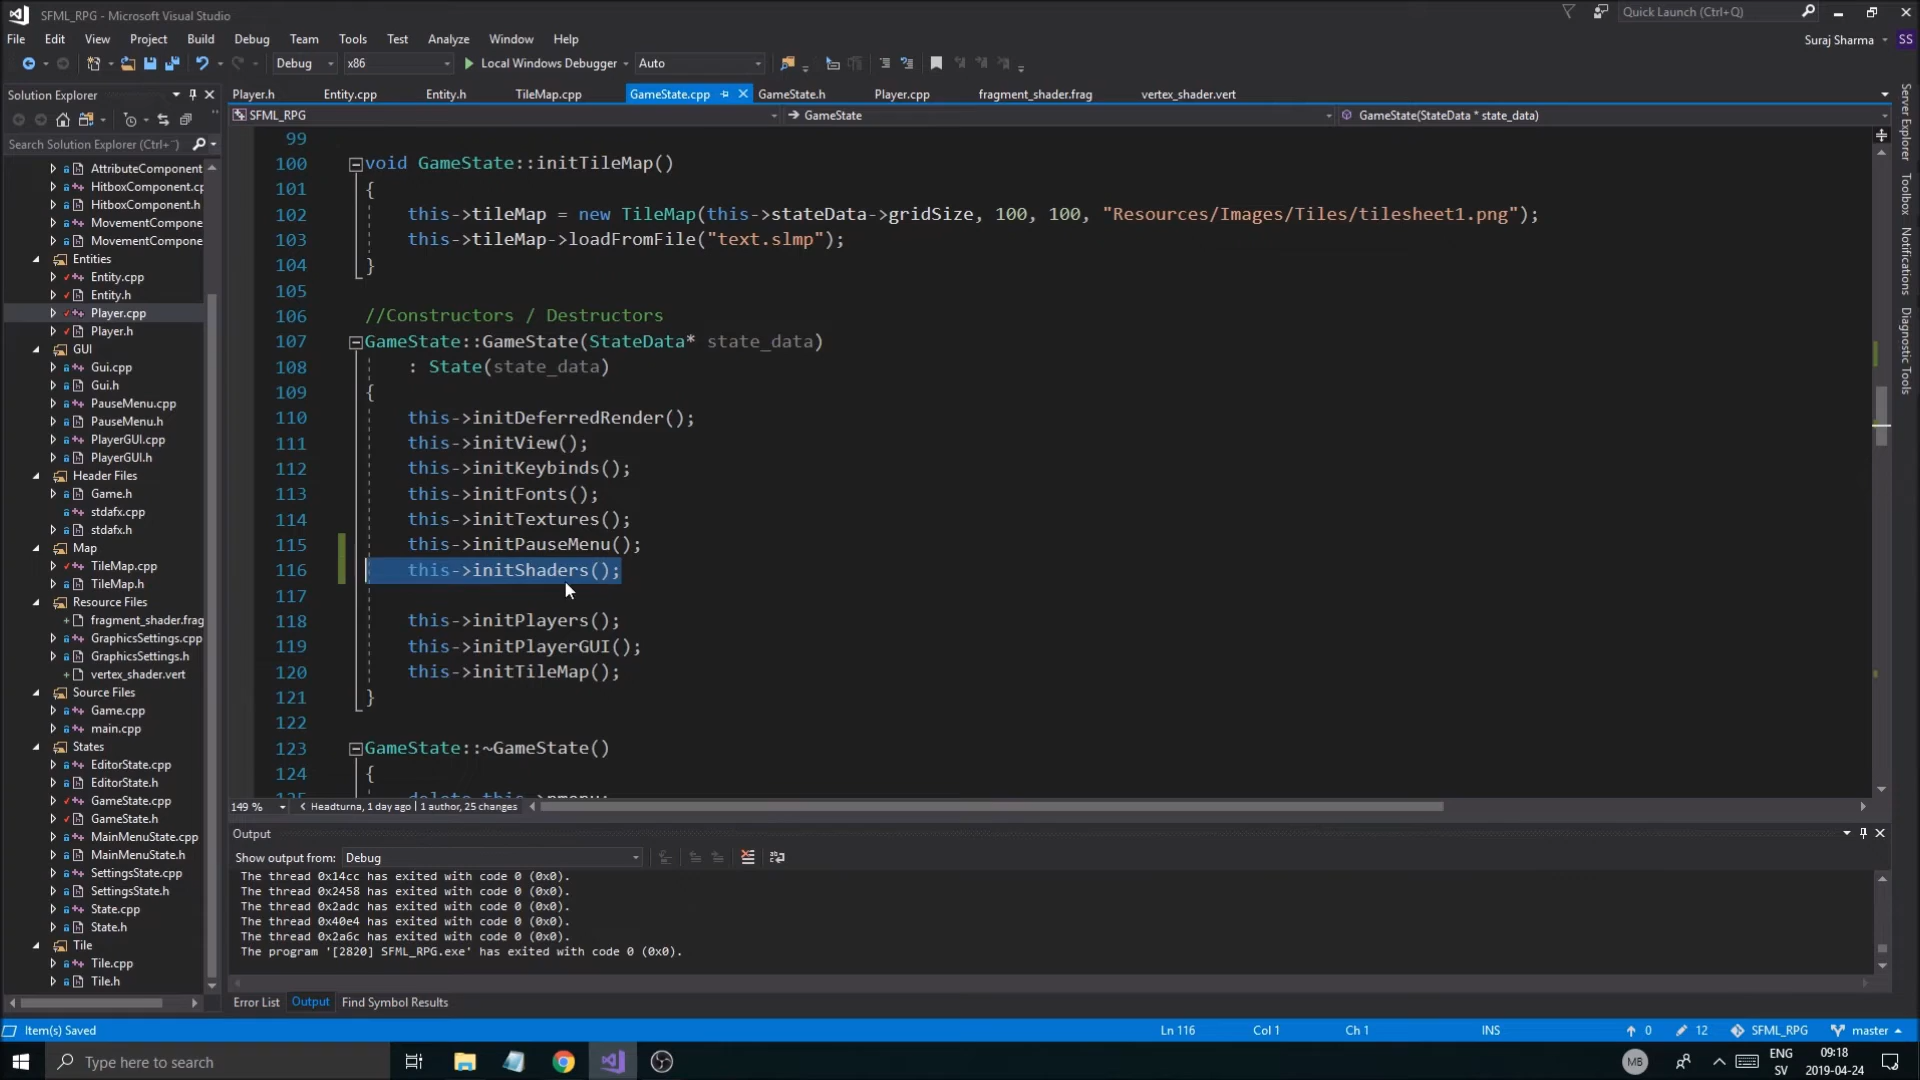 SFML_RPG - Microsoft Visual Studio
Quick Launch (Ctrl+Q)
File Edit View Project Build Debug Team Tools Test Analyze Window Help
Suraj Sharma SS
Debug x86 Local Windows Debugger Auto
Solution Explorer
Search Solution Explorer (Ctrl+¨)
AttributeComponent
HitboxComponent.cp
HitboxComponent.h
MovementCompone
MovementCompone
Entities
Entity.cpp
Entity.h
Player.cpp
Player.h
GUI
Gui.cpp
Gui.h
PauseMenu.cpp
PauseMenu.h
PlayerGUI.cpp
PlayerGUI.h
Header Files
Game.h
stdafx.cpp
stdafx.h
Map
TileMap.cpp
TileMap.h
Resource Files
fragment_shader.frag
GraphicsSettings.cpp
GraphicsSettings.h
vertex_shader.vert
Source Files
Game.cpp
main.cpp
States
EditorState.cpp
EditorState.h
GameState.cpp
GameState.h
MainMenuState.cpp
MainMenuState.h
SettingsState.cpp
SettingsState.h
State.cpp
State.h
Tile
Tile.cpp
Tile.h
Player.h Entity.cpp Entity.h TileMap.cpp GameState.cpp GameState.h Player.cpp fragment_shader.frag vertex_shader.vert
SFML_RPG GameState GameState(StateData * state_data)
99
100 void GameState::initTileMap()
101 {
102 this->tileMap = new TileMap(this->stateData->gridSize, 100, 100, "Resources/Images/Tiles/tilesheet1.png");
103 this->tileMap->loadFromFile("text.slmp");
104 }
105
106 //Constructors / Destructors
107 GameState::GameState(StateData* state_data)
108 : State(state_data)
109 {
110 this->initDeferredRender();
111 this->initView();
112 this->initKeybinds();
113 this->initFonts();
114 this->initTextures();
115 this->initPauseMenu();
116 this->initShaders();
117
118 this->initPlayers();
119 this->initPlayerGUI();
120 this->initTileMap();
121 }
122
123 GameState::~GameState()
124 {
125 delete this->pmenu;
149 % Headturna, 1 day ago | 1 author, 25 changes
Output
Show output from: Debug
The thread 0x14cc has exited with code 0 (0x0).
The thread 0x2458 has exited with code 0 (0x0).
The thread 0x2adc has exited with code 0 (0x0).
The thread 0x40e4 has exited with code 0 (0x0).
The thread 0x2a6c has exited with code 0 (0x0).
The program '[2820] SFML_RPG.exe' has exited with code 0 (0x0).
Error List Output Find Symbol Results
Server Explorer
Toolbox
Notifications
Diagnostic Tools
Item(s) Saved Ln 116 Col 1 Ch 1 INS 0 12 SFML_RPG master
Type here to search
MB
ENG
SV
09:18
2019-04-24